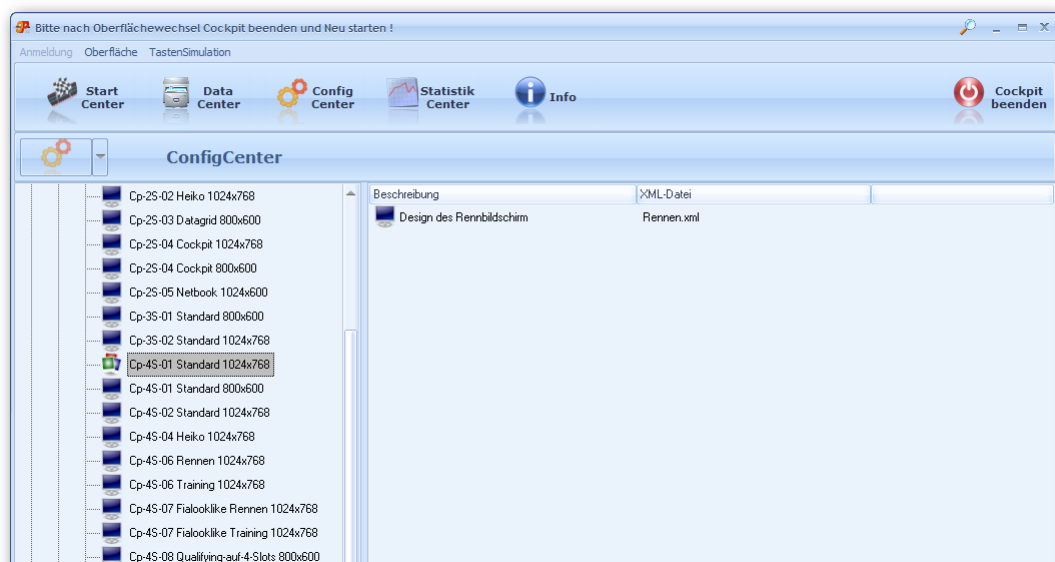 Bitte nach Oberflächewechsel Cockpit beenden und Neu starten !
Anmeldung Oberfläche TastenSimulation
Start Center
Data Center
Config Center
Statistik Center
Info
Cockpit beenden
ConfigCenter
Beschreibung XML-Datei
Design des Rennbildschirm Rennen.xml
Cp-2S-02 Heiko 1024x768
Cp-2S-03 Datagrid 800x600
Cp-2S-04 Cockpit 1024x768
Cp-2S-04 Cockpit 800x600
Cp-2S-05 Netbook 1024x600
Cp-3S-01 Standard 800x600
Cp-3S-02 Standard 1024x768
Cp-4S-01 Standard 1024x768
Cp-4S-01 Standard 800x600
Cp-4S-02 Standard 1024x768
Cp-4S-04 Heiko 1024x768
Cp-4S-06 Rennen 1024x768
Cp-4S-06 Training 1024x768
Cp-4S-07 Fialooklike Rennen 1024x768
Cp-4S-07 Fialooklike Training 1024x768
Cp-4S-08 Qualifying-auf-4-Slots 800x600